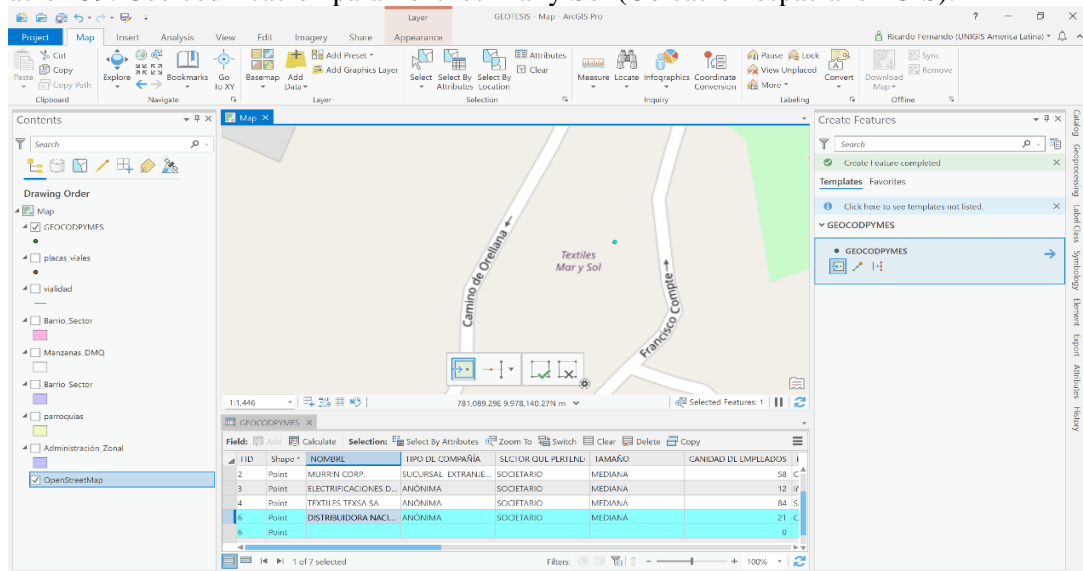 GEOTESIS - Map - ArcGIS Pro
Layer
Project Map Insert Analysis View Edit Imagery Share Appearance
Ricardo Fernando (UNIGIS America Latina)
Paste
Cut
Copy
Copy Path
Clipboard
Explore Bookmarks Go To XY
Navigate
Basemap Add Data
Add Preset
Add Graphics Layer
Layer
Select Select By Attributes Select By Location
Attributes
Clear
Selection
Measure Locate Infographics Coordinate Conversion
Inquiry
Pause Lock
View Unplaced
More
Convert
Labeling
Download Map
Sync
Remove
Offline
Contents
Search
Drawing Order
Map
GEOCODPYMES
placas_viales
vialidad
Barrio_Sector
Manzanas_DMQ
Barrio Sector
parroquias
Administración_Zonal
OpenStreetMap
Map
Camino de Orellana
Textiles
Mar y Sol
Francisco Compte
1:1,446
781,089.29E 9,978,140.27N m
Selected Features: 1
GEOCODPYMES
Field: Add Calculate Selection: Select By Attributes Zoom To Switch Clear Delete Copy
FID Shape * NOMBRE TIPO DE COMPAÑÍA SECTOR QUE PERTENE TAMAÑO CANIDAD DE EMPLEADOS
2 Point MURRIN CORP. SUCURSAL EXTRANJE... SOCIETARIO MEDIANA 58
3 Point ELECTRIFICACIONES D... ANÓNIMA SOCIETARIO MEDIANA 12
4 Point TEXTILES TEXSA SA ANÓNIMA SOCIETARIO MEDIANA 84
6 Point DISTRIBUIDORA NACI... ANÓNIMA SOCIETARIO MEDIANA 21
6 Point 0
1 of 7 selected
Filters:
100%
Create Features
Search
Create Feature completed
Templates Favorites
Click here to see templates not listed.
GEOCODPYMES
GEOCODPYMES
Catalog
Geoprocessing
Label Class
Symbology
Element
Export
Attributes
History